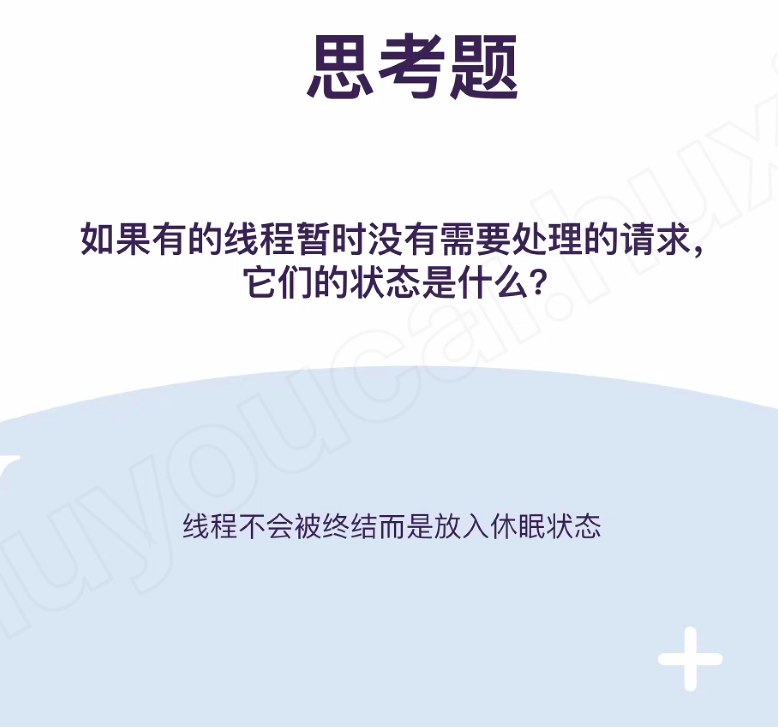 思考题
如果有的线程暂时没有需要处理的请求，
它们的状态是什么？
线程不会被终结而是放入休眠状态